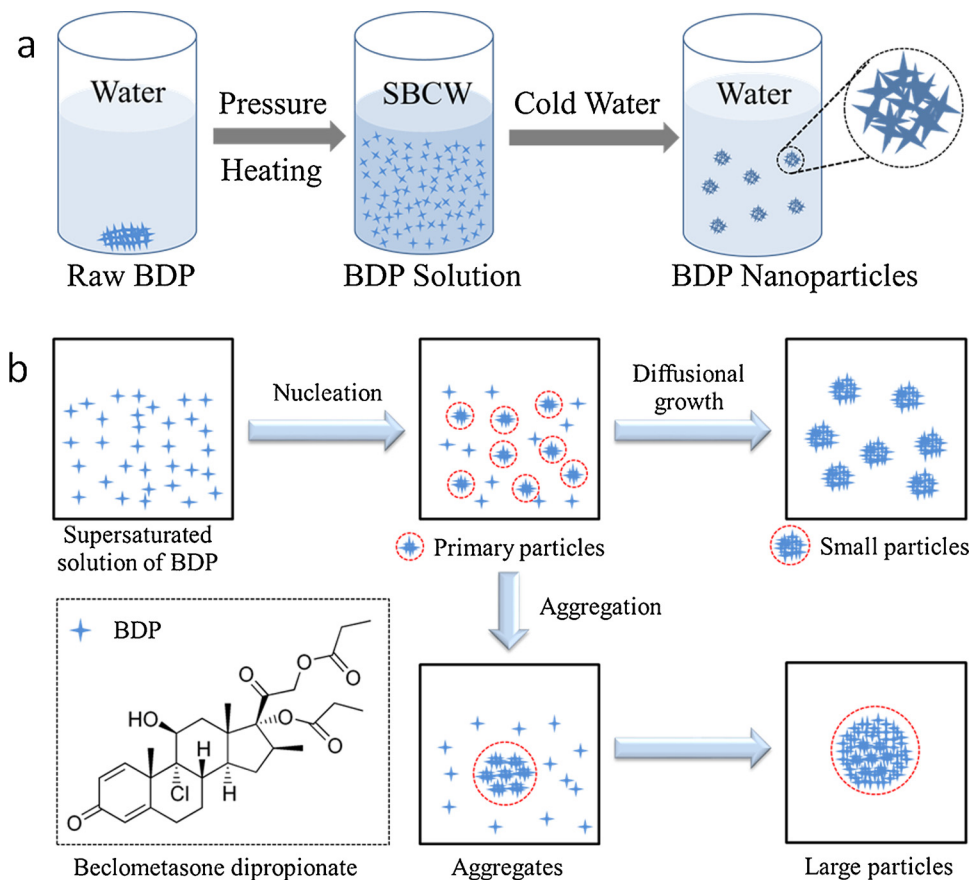 a
Water
Pressure
Heating
SBCW
Cold Water
Water
Raw BDP
BDP Solution
BDP Nanoparticles
b
Nucleation
Diffusional
growth
Supersaturated
solution of BDP
Primary particles
Small particles
Aggregation
BDP
O
O
O
O
O
HO
H
H
Cl
O
Beclometasone dipropionate
Aggregates
Large particles